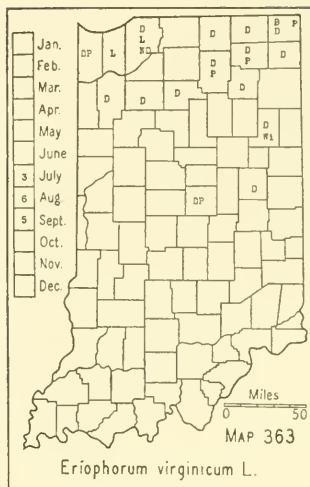 Jan.
Feb.
Mar.
Apr.
May
June
3 July
6 Aug.
5 Sept.
Oct.
Nov.
Dec.
DP
L
D
L
ND
D
D
B
D
P
D
P
D
P
D
D
D
D
D
D
W1
DP
D
Miles
0 50
MAP 363
Eriophorum virginicum L.